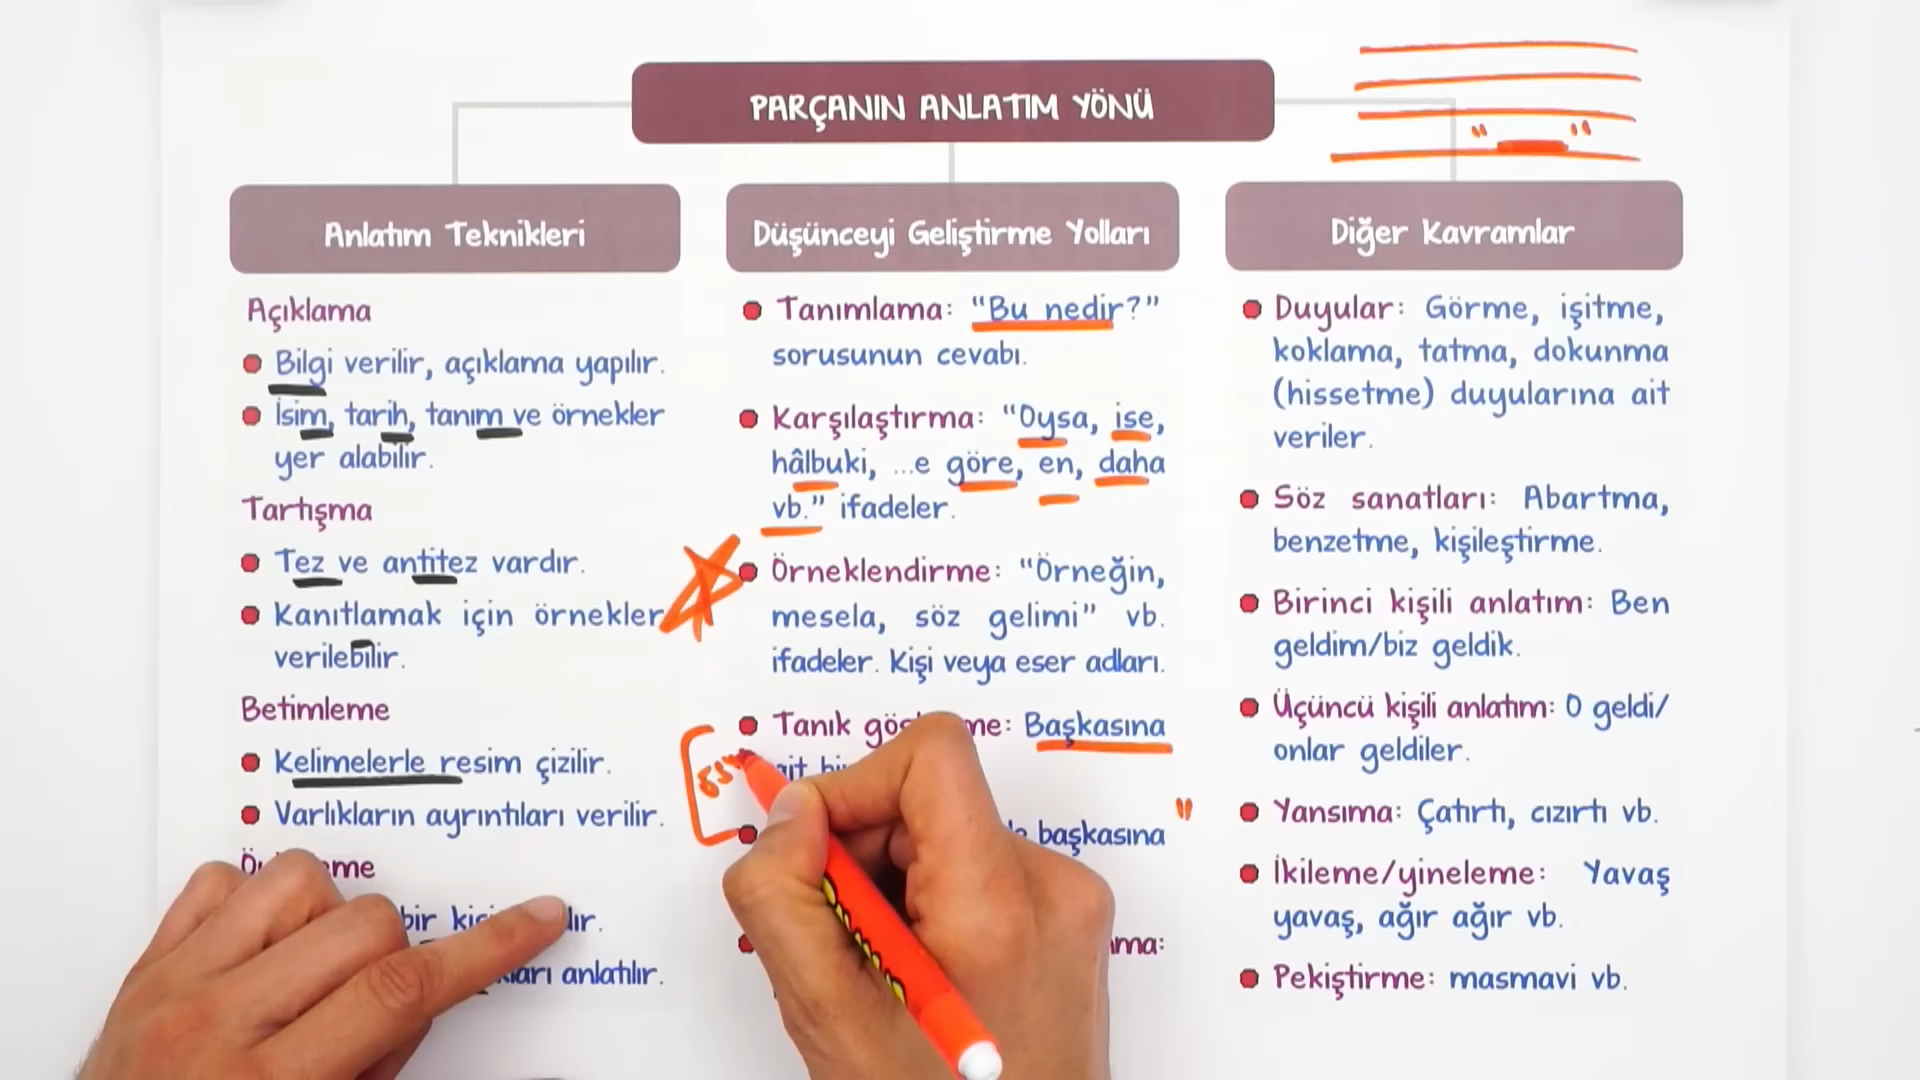 PARÇANIN ANLATIM YÖNÜ
Anlatım Teknikleri
Açıklama
Bilgi verilir, açıklama yapılır.
İsim, tarih, tanım ve örnekler
yer alabilir.
Tartışma
Tez ve antitez vardır.
Kanıtlamak için örnekler
verilebilir.
Betimleme
Kelimelerle resim çizilir.
Varlıkların ayrıntıları verilir.
bir
anlatılır.
Düşünceyi Geliştirme Yolları
Tanımlama: "Bu nedir?"
sorusunun cevabı.
Karşılaştırma: "Oysa, ise,
hâlbuki, ...e göre, en, daha
vb." ifadeler.
Örneklendirme: "Örneğin,
mesela, söz gelimi" vb.
ifadeler. Kişi veya eser adları.
Tanık Başkasına
başkasına
Diğer Kavramlar
Duyular: Görme, işitme,
koklama, tatma, dokunma
(hissetme) duyularına ait
veriler.
Söz sanatları: Abartma,
benzetme, kişileştirme.
Birinci kişili anlatım: Ben
geldim/biz geldik.
Üçüncü kişili anlatım: O geldi/
onlar geldiler.
Yansıma: Çatırtı, cızırtı vb.
İkileme/yineleme: Yavaş
yavaş, ağır ağır vb.
Pekiştirme: masmavi vb.